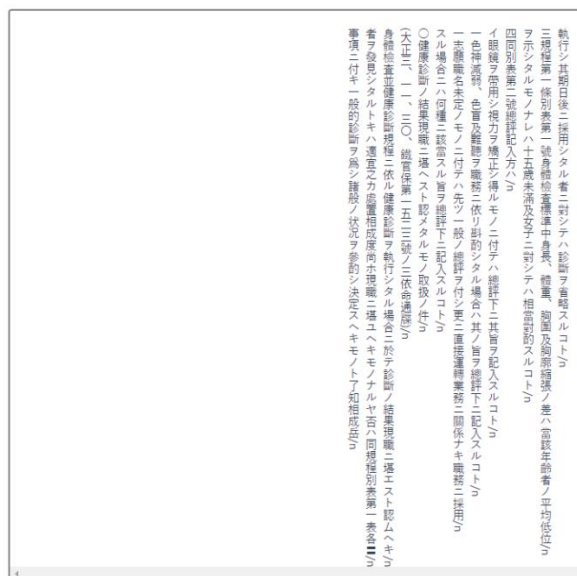 執行シ其期日後ニ採用シタル者ニ對シテハ診斷ヲ省略スルコト/n
三規程第一條別表第一號身體檢查標準中身長、體重、胸圍及胸廓縮張ノ差ハ當該年齡者ノ平均低位/n
ヲ示シタルモノナレハ十五歲未滿及女子ニ對シテハ相當對酌スルコト/n
四同別表第二號總評記入方ハ/n
イ眼鏡ヲ帶用シ視力ヲ矯正シ得ルモノニ付テハ總評下ニ其旨ヲ記入スルコト/n
一色神減弱、色盲及難聽ヲ職務ニ依リ斟酌シタル場合ハ其ノ旨ヲ總評下ニ記入スルコト/n
一志願職名未定ノモノニ付テハ先ツ一般ノ總評ヲ付シ更ニ直接運轉業務ニ關係ナキ職務ニ採用/n
スル場合ニハ何種ニ該當スル旨ヲ總評下ニ記入スルコト/n
〇健康診斷ノ結果現職ニ堪ヘスト認メタルモノ取扱ノ件/n
(大正三、一一、三〇、鐵官保第一五二三號ノ三依命通牒)/n
身體檢查並健康診斷規程ニ依ル健康診斷ヲ執行シタル場合ニ於テ診斷ノ結果現職ニ堪エスト認ムヘキ/n
者ヲ發見シタルトキハ適宜之カ處置相成度尚ホ現職ニ堪ユヘキモノナルヤ否ハ同規程別表第一表各〓/n
事項ニ付キ一般的診斷ヲ爲シ諸般ノ狀況ヲ參酌シ決定スヘキモノト了知相成岳/n